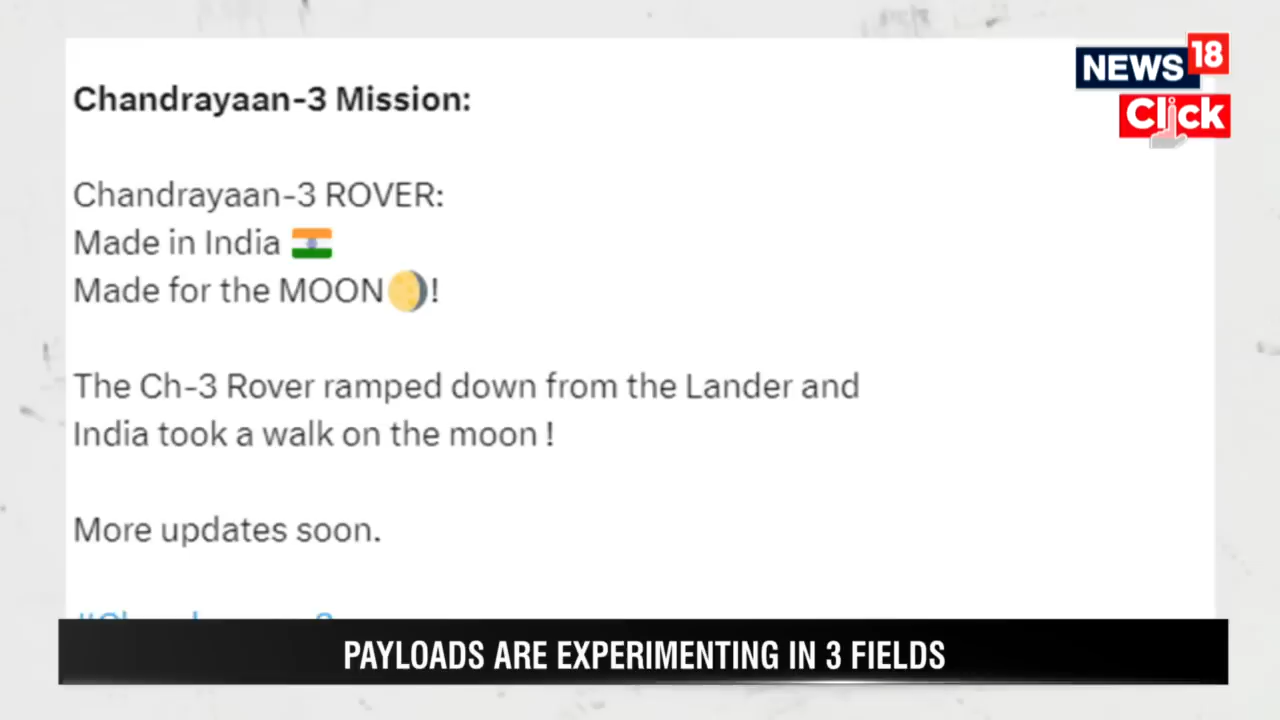 NEWS 18
Click
Chandrayaan-3 Mission:
Chandrayaan-3 ROVER:
Made in India 🇮🇳
Made for the MOON🌖!
The Ch-3 Rover ramped down from the Lander and
India took a walk on the moon !
More updates soon.
PAYLOADS ARE EXPERIMENTING IN 3 FIELDS